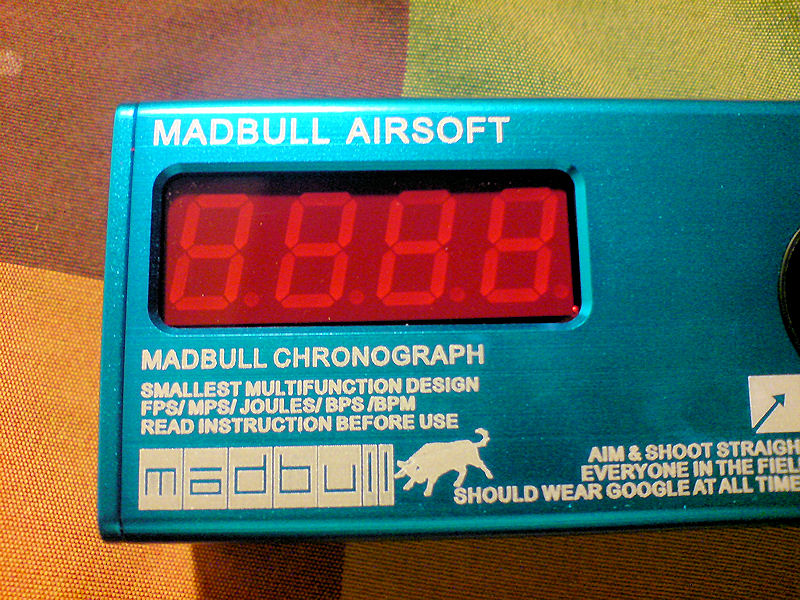 MADBULL AIRSOFT
MADBULL CHRONOGRAPH
SMALLEST MULTIFUNCTION DESIGN
FPS/ MPS/ JOULES/ BPS /BPM
READ INSTRUCTION BEFORE USE
madbull
AIM & SHOOT STRAIGH
EVERYONE IN THE FIEL
SHOULD WEAR GOOGLE AT ALL TIME